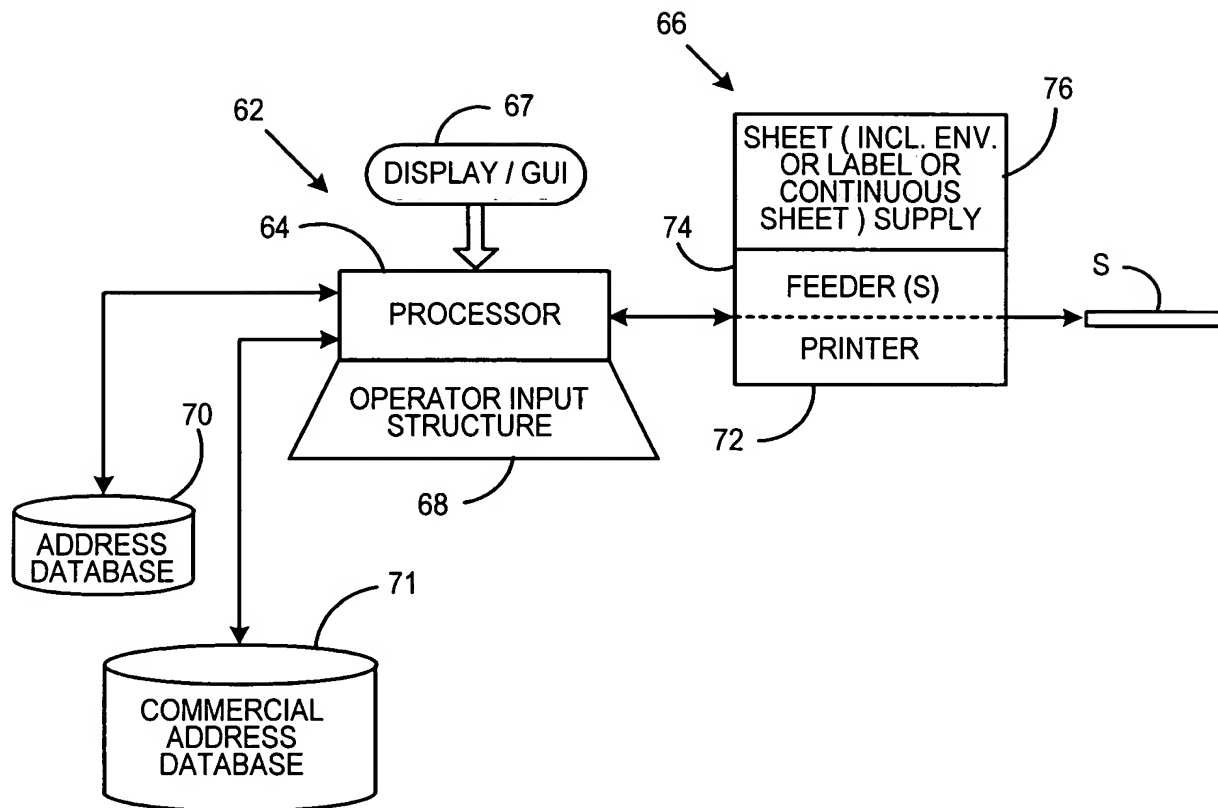 66
76
62
67
SHEET ( INCL. ENV.
OR LABEL OR
CONTINUOUS
SHEET ) SUPPLY
DISPLAY / GUI
64
74
S
PROCESSOR
FEEDER (S)
PRINTER
OPERATOR INPUT
STRUCTURE
72
70
68
ADDRESS
DATABASE
71
COMMERCIAL
ADDRESS
DATABASE